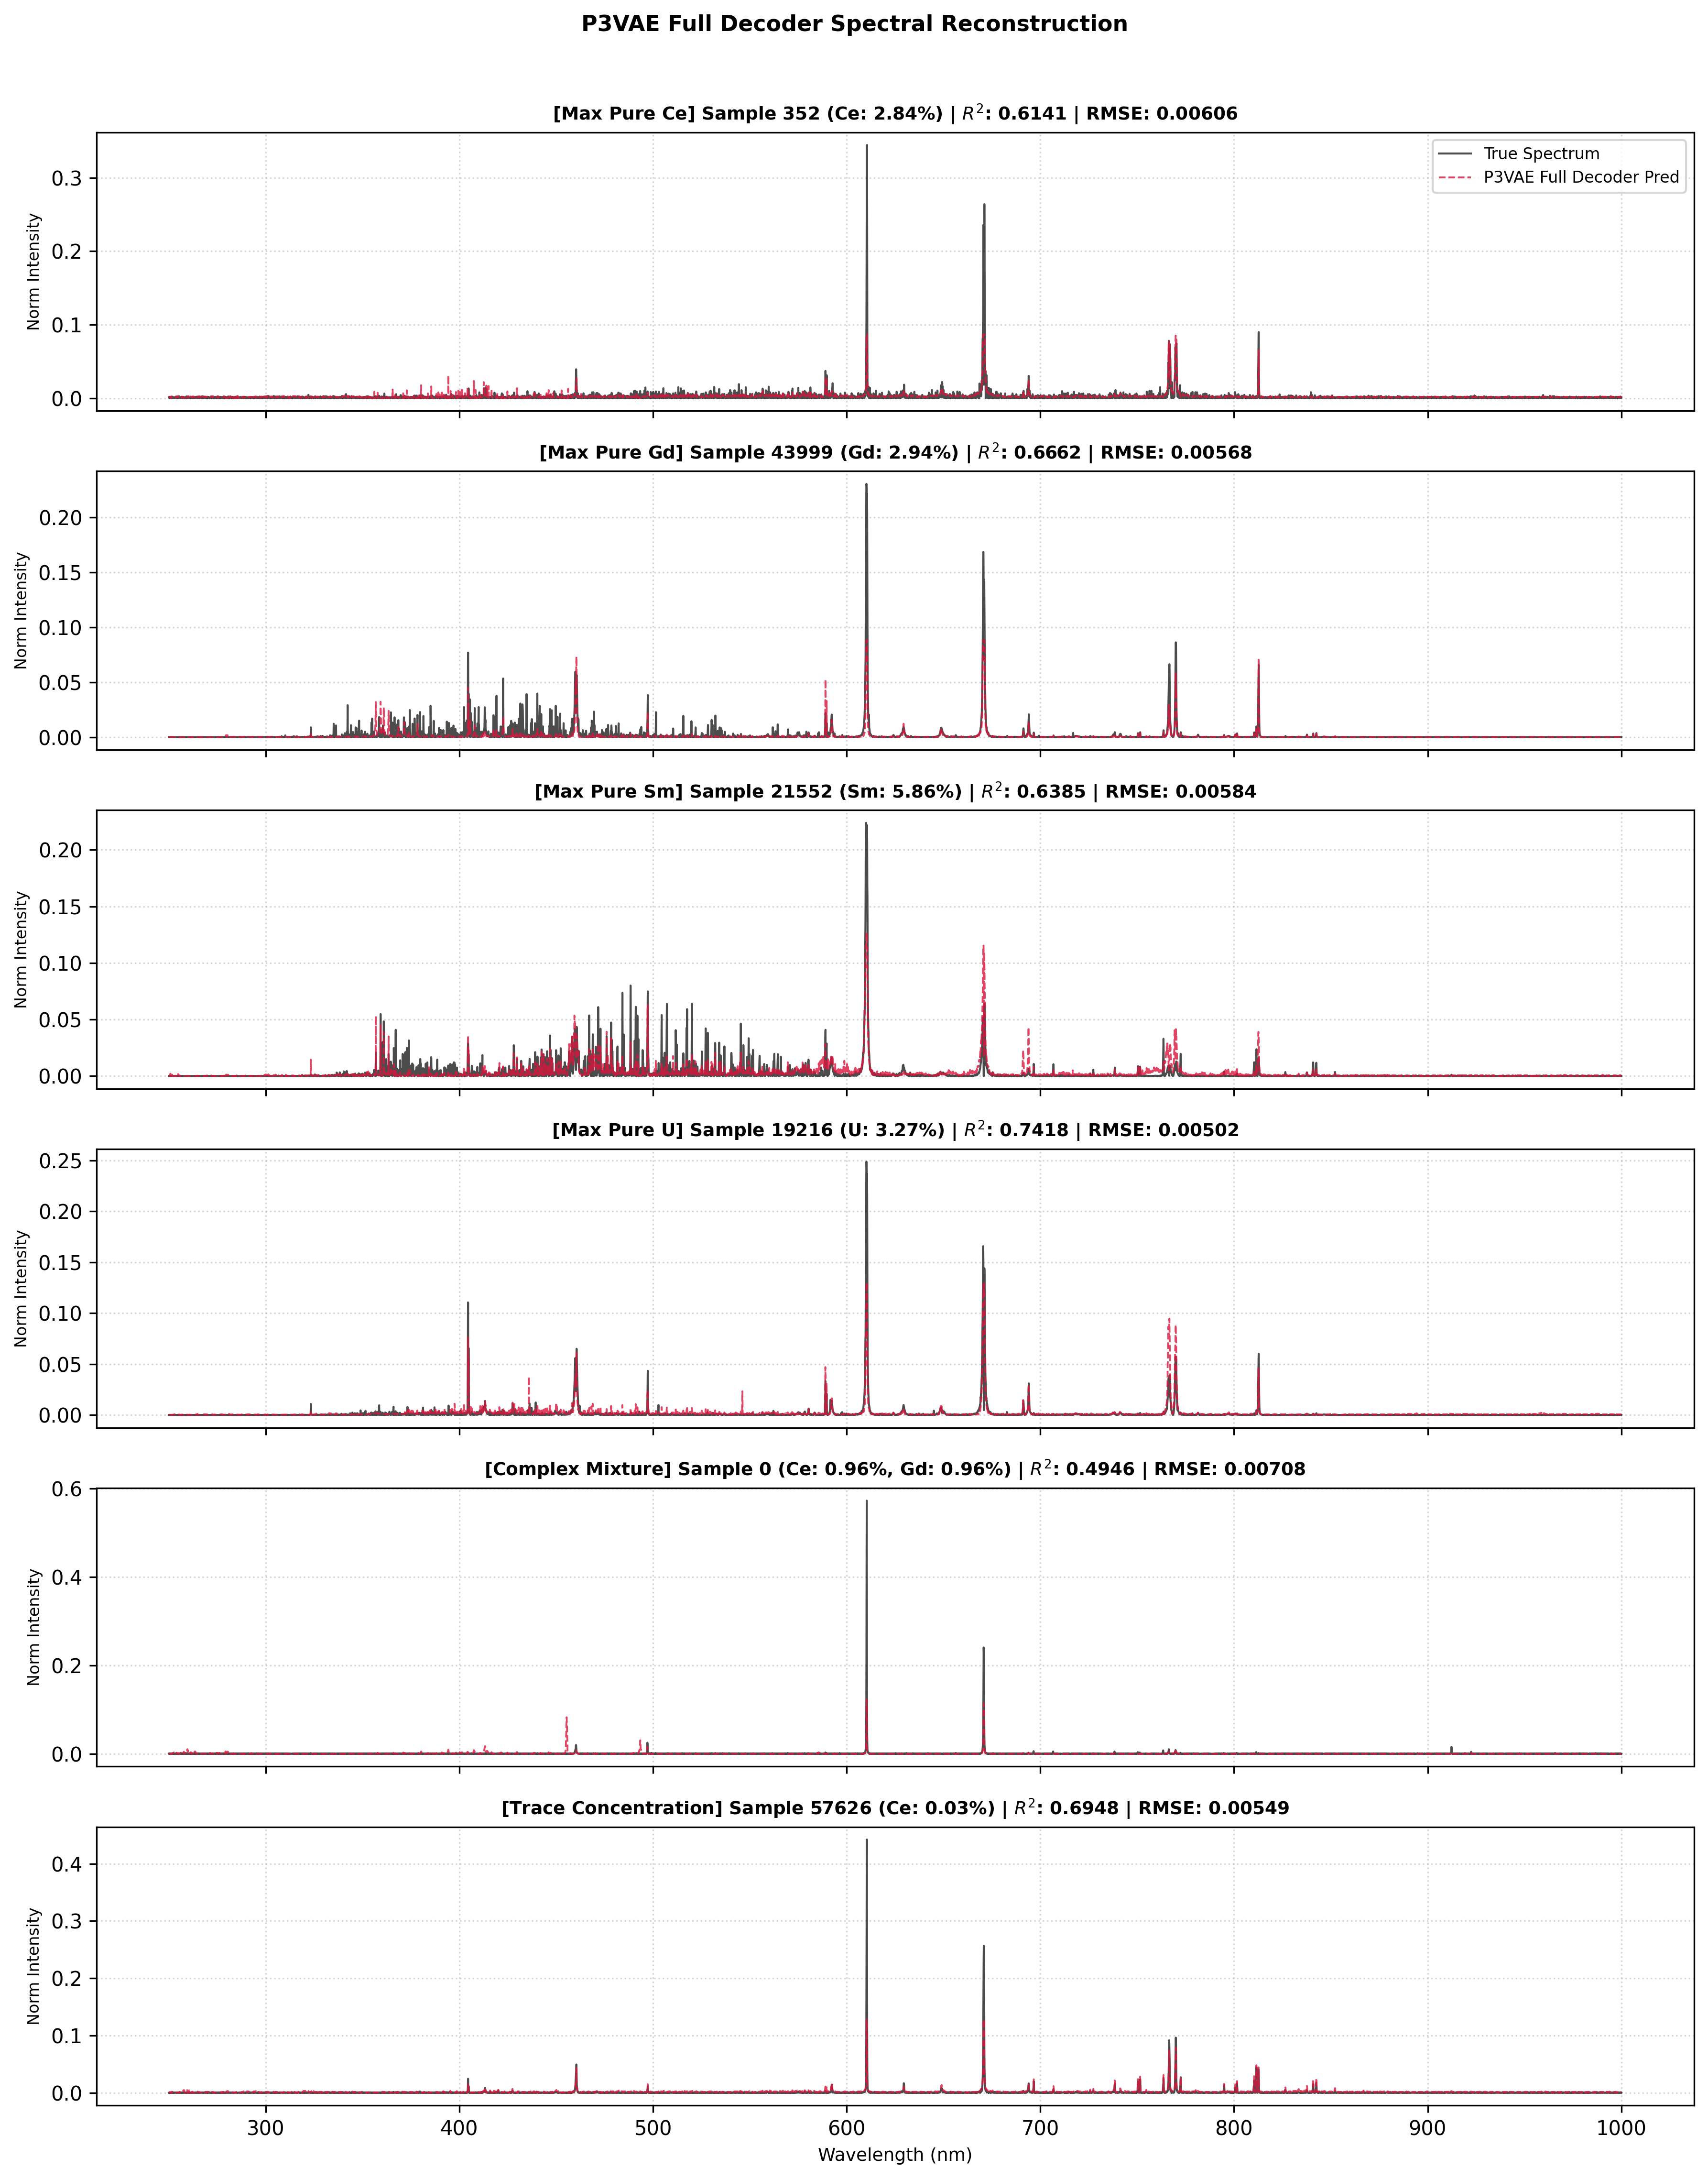 P3VAE Full Decoder Spectral Reconstruction
[Max Pure Ce] Sample 352 (Ce: 2.84%) | R²: 0.6141 | RMSE: 0.00606
True Spectrum
P3VAE Full Decoder Pred
Norm Intensity
0.3
0.2
0.1
0.0
[Max Pure Gd] Sample 43999 (Gd: 2.94%) | R²: 0.6662 | RMSE: 0.00568
Norm Intensity
0.20
0.15
0.10
0.05
0.00
[Max Pure Sm] Sample 21552 (Sm: 5.86%) | R²: 0.6385 | RMSE: 0.00584
Norm Intensity
0.20
0.15
0.10
0.05
0.00
[Max Pure U] Sample 19216 (U: 3.27%) | R²: 0.7418 | RMSE: 0.00502
Norm Intensity
0.25
0.20
0.15
0.10
0.05
0.00
[Complex Mixture] Sample 0 (Ce: 0.96%, Gd: 0.96%) | R²: 0.4946 | RMSE: 0.00708
Norm Intensity
0.6
0.4
0.2
0.0
[Trace Concentration] Sample 57626 (Ce: 0.03%) | R²: 0.6948 | RMSE: 0.00549
Norm Intensity
0.4
0.3
0.2
0.1
0.0
300 400 500 600 700 800 900 1000
Wavelength (nm)